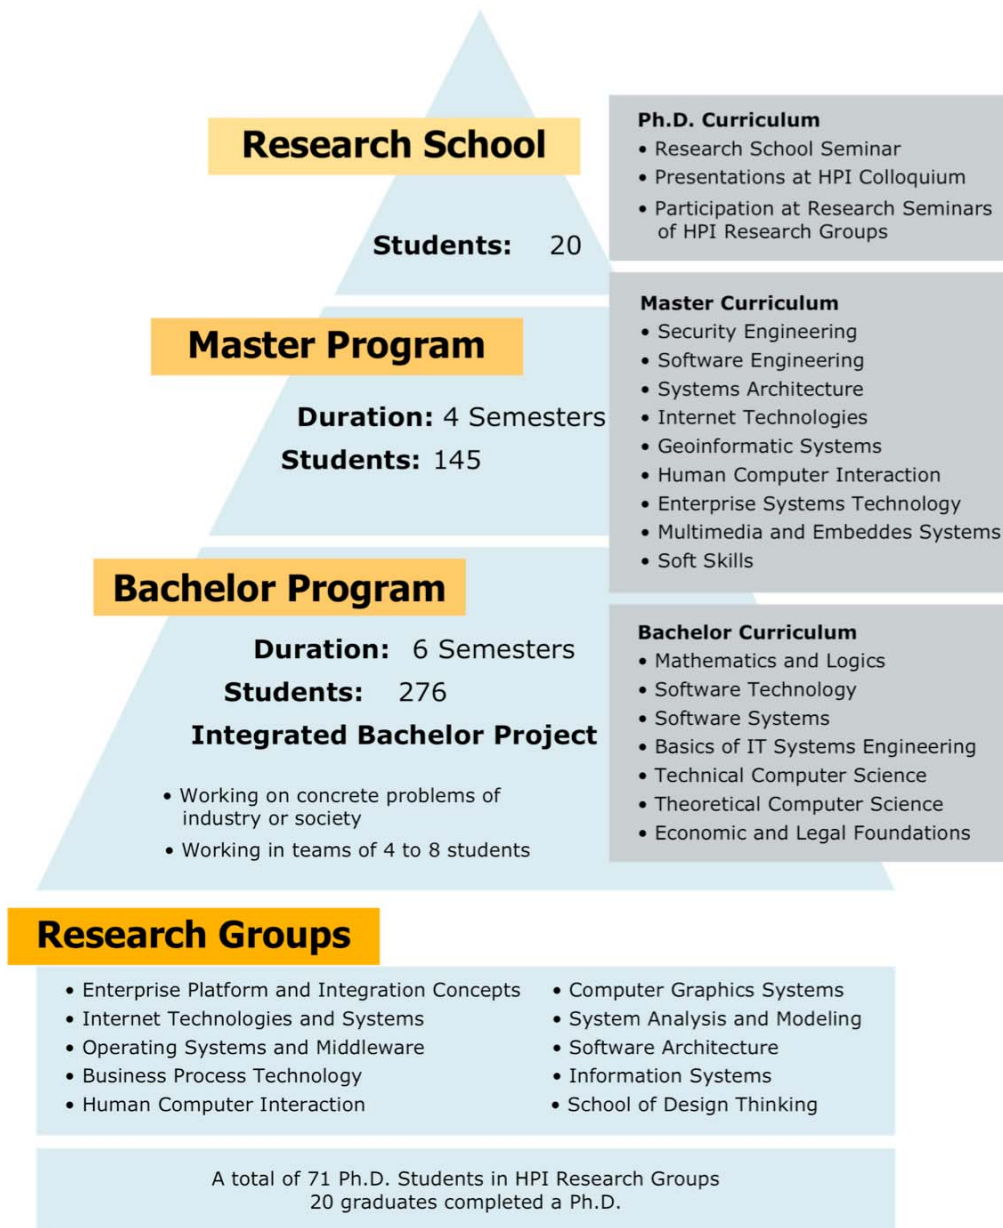 Research School
Students: 20
Ph.D. Curriculum
• Research School Seminar
• Presentations at HPI Colloquium
• Participation at Research Seminars
of HPI Research Groups
Master Program
Duration: 4 Semesters
Students: 145
Master Curriculum
• Security Engineering
• Software Engineering
• Systems Architecture
• Internet Technologies
• Geoinformatic Systems
• Human Computer Interaction
• Enterprise Systems Technology
• Multimedia and Embeddes Systems
• Soft Skills
Bachelor Program
Duration: 6 Semesters
Students: 276
Integrated Bachelor Project
• Working on concrete problems of
industry or society
• Working in teams of 4 to 8 students
Bachelor Curriculum
• Mathematics and Logics
• Software Technology
• Software Systems
• Basics of IT Systems Engineering
• Technical Computer Science
• Theoretical Computer Science
• Economic and Legal Foundations
Research Groups
• Enterprise Platform and Integration Concepts
• Internet Technologies and Systems
• Operating Systems and Middleware
• Business Process Technology
• Human Computer Interaction
• Computer Graphics Systems
• System Analysis and Modeling
• Software Architecture
• Information Systems
• School of Design Thinking
A total of 71 Ph.D. Students in HPI Research Groups
20 graduates completed a Ph.D.